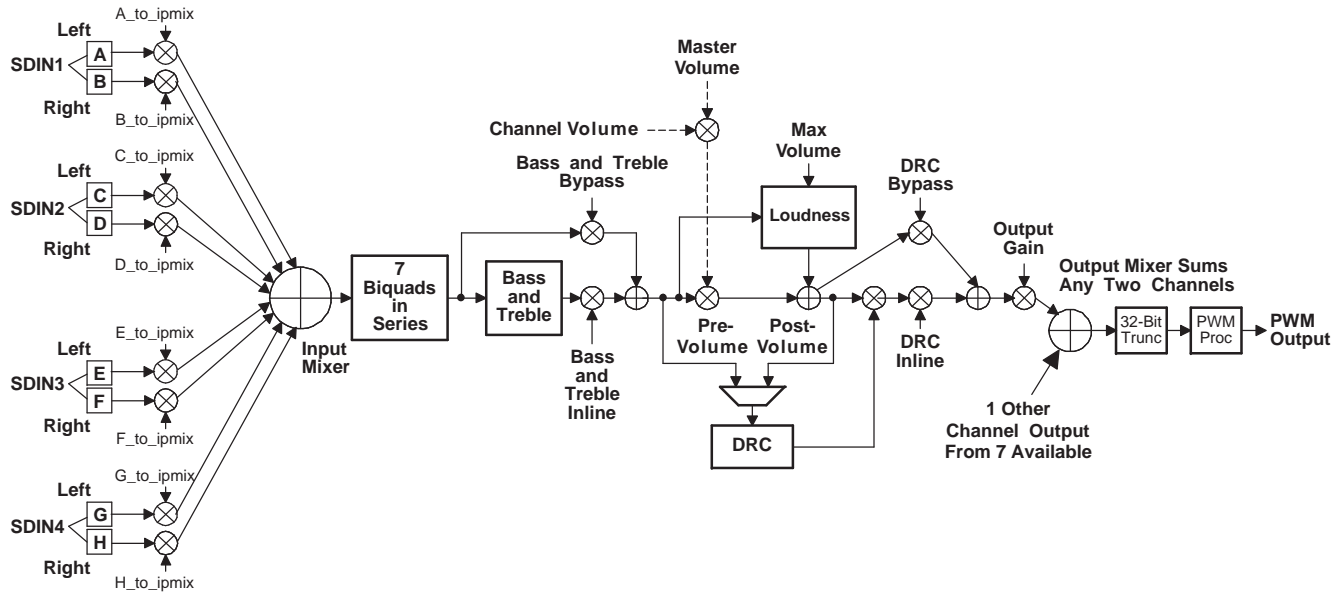 Left
A_to_ipmix
SDIN1
A
B
Right
B_to_ipmix
Left
C_to_ipmix
SDIN2
C
D
Right
D_to_ipmix
Left
E_to_ipmix
SDIN3
E
F
Right
F_to_ipmix
Left
G_to_ipmix
SDIN4
G
H
Right
H_to_ipmix
Input
Mixer
7
Biquads
in
Series
Bass and Treble
Bypass
Bass
and
Treble
Bass
and
Treble
Inline
Master
Volume
Channel Volume
Max
Volume
Loudness
Pre-
Volume
Post-
Volume
DRC
DRC
Bypass
DRC
Inline
Output
Gain
Output Mixer Sums
Any Two Channels
32-Bit
Trunc
PWM
Proc
PWM
Output
1 Other
Channel Output
From 7 Available